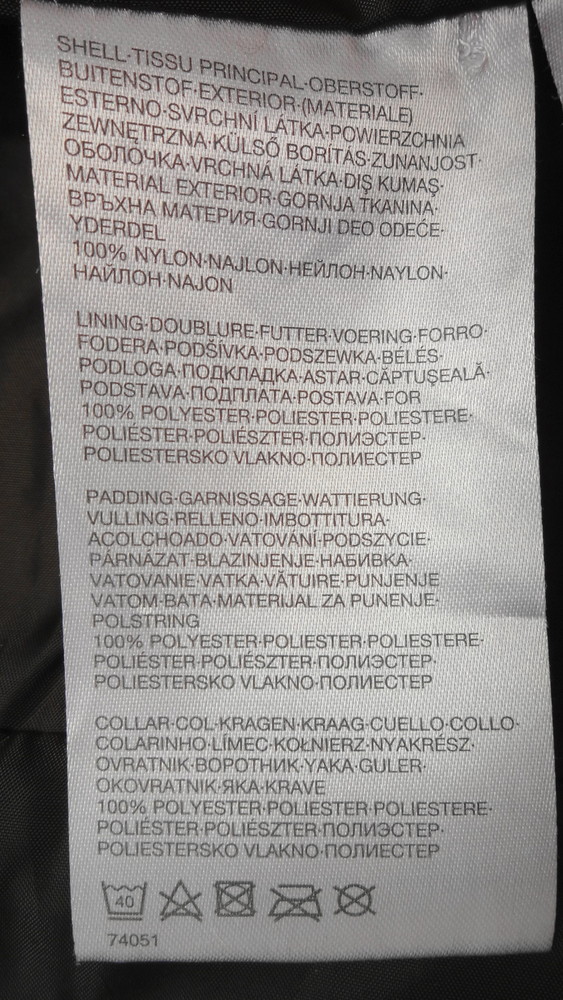 SHELL·TISSU PRINCIPAL·OBERSTOFF·
BUITENSTOF·EXTERIOR·(MATERIALE)
ESTERNO·SVRCHNÍ LÁTKA·POWIERZCHNIA
ZEWNĘTRZNA·KÜLSŐ BORÍTÁS·ZUNANJOST·
ОБОЛОЧКА·VRCHNÁ LÁTKA·DIŞ KUMAŞ·
MATERIAL EXTERIOR·GORNJA TKANINA·
ВРЪХНА МАТЕРИЯ·GORNJI DEO ODEĆE·
YDERDEL
100% NYLON·NAJLON·НЕЙЛОН·NAYLON·
НАЙЛОН·NAJON
LINING·DOUBLURE·FUTTER·VOERING·FORRO·
FODERA·PODŠÍVKA·PODSZEWKA·BÉLÉS·
PODLOGA·ПОДКЛАДКА·ASTAR·CĂPTUŞEALĂ·
PODSTAVA·ПОДПЛАТА·POSTAVA·FOR
100% POLYESTER·POLIESTER·POLIESTERE·
POLIÉSTER·POLIÉSZTER·ПОЛИЭСТЕР·
POLIESTERSKO VLAKNO·ПОЛИЕСТЕР
PADDING·GARNISSAGE·WATTIERUNG·
VULLING·RELLENO·IMBOTTITURA·
ACOLCHOADO·VATOVÁNÍ·PODSZYCIE·
PÁRNÁZAT·BLAZINJENJE·НАБИВКА·
VATOVANIE·VATKA·VĂTUIRE·PUNJENJE
VATOM·ВАТА·MATERIJAL ZA PUNENJE·
POLSTRING
100% POLYESTER·POLIESTER·POLIESTERE·
POLIÉSTER·POLIÉSZTER·ПОЛИЭСТЕР·
POLIESTERSKO VLAKNO·ПОЛИЕСТЕР
COLLAR·COL·KRAGEN·KRAAG·CUELLO·COLLO·
COLARINHO·LÍMEC·KOŁNIERZ·NYAKRÉSZ·
OVRATNIK·ВОРОТНИК·YAKA·GULER·
OKOVRATNIK·ЯКА·KRAVE
100% POLYESTER·POLIESTER·POLIESTERE·
POLIÉSTER·POLIÉSZTER·ПОЛИЭСТЕР·
POLIESTERSKO VLAKNO·ПОЛИЕСТЕР
40
74051